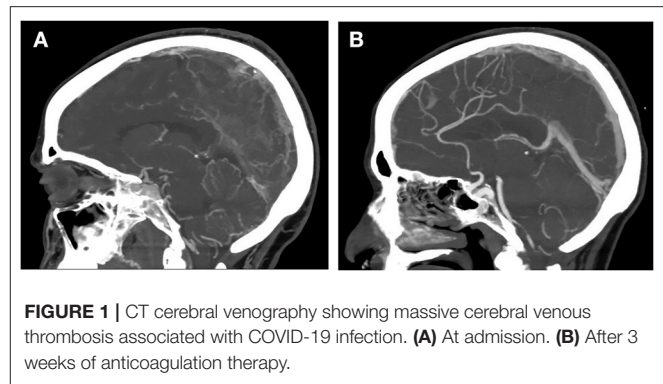 A
B
FIGURE 1 | CT cerebral venography showing massive cerebral venous
thrombosis associated with COVID-19 infection. (A) At admission. (B) After 3
weeks of anticoagulation therapy.